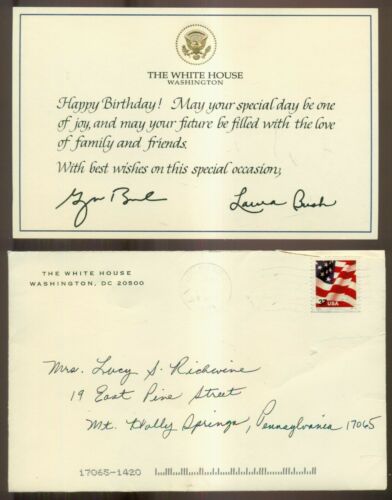 THE WHITE HOUSE
WASHINGTON
Happy Birthday! May your special day be one
of joy, and may your future be filled with the love
of family and friends.
With best wishes on this special occasion,
Laura Bush
THE WHITE HOUSE
WASHINGTON, DC 20500
37 USA
Mrs. Lucy S. Richwine
19 East Pine Street
Mt. Holly Springs, Pennsylvania 17065
17065-1420